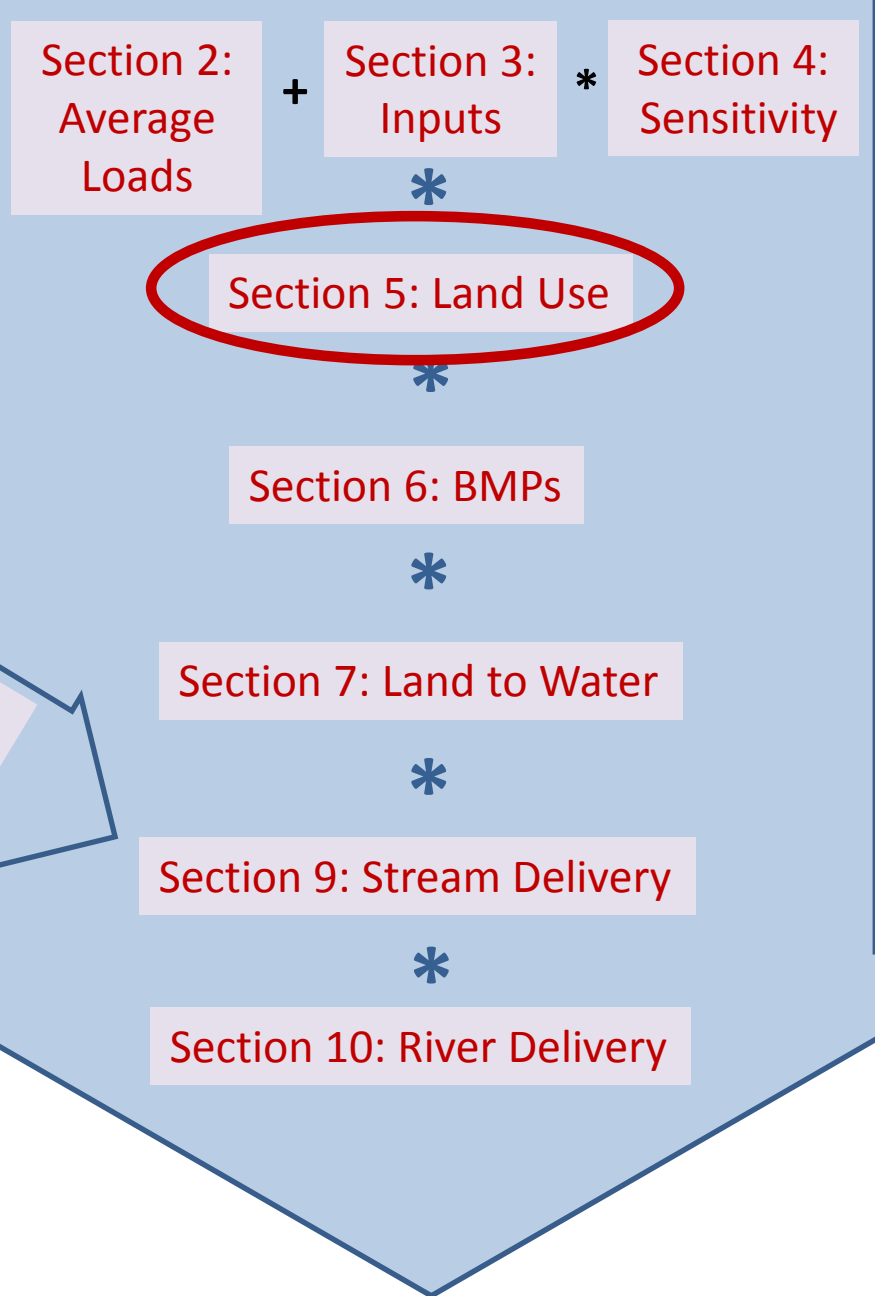 Section 2:
Average
Loads
+
Section 3:
Inputs
*
Section 4:
Sensitivity
*
Section 5: Land Use
*
Section 6: BMPs
*
Section 7: Land to Water
*
Section 9: Stream Delivery
*
Section 10: River Delivery